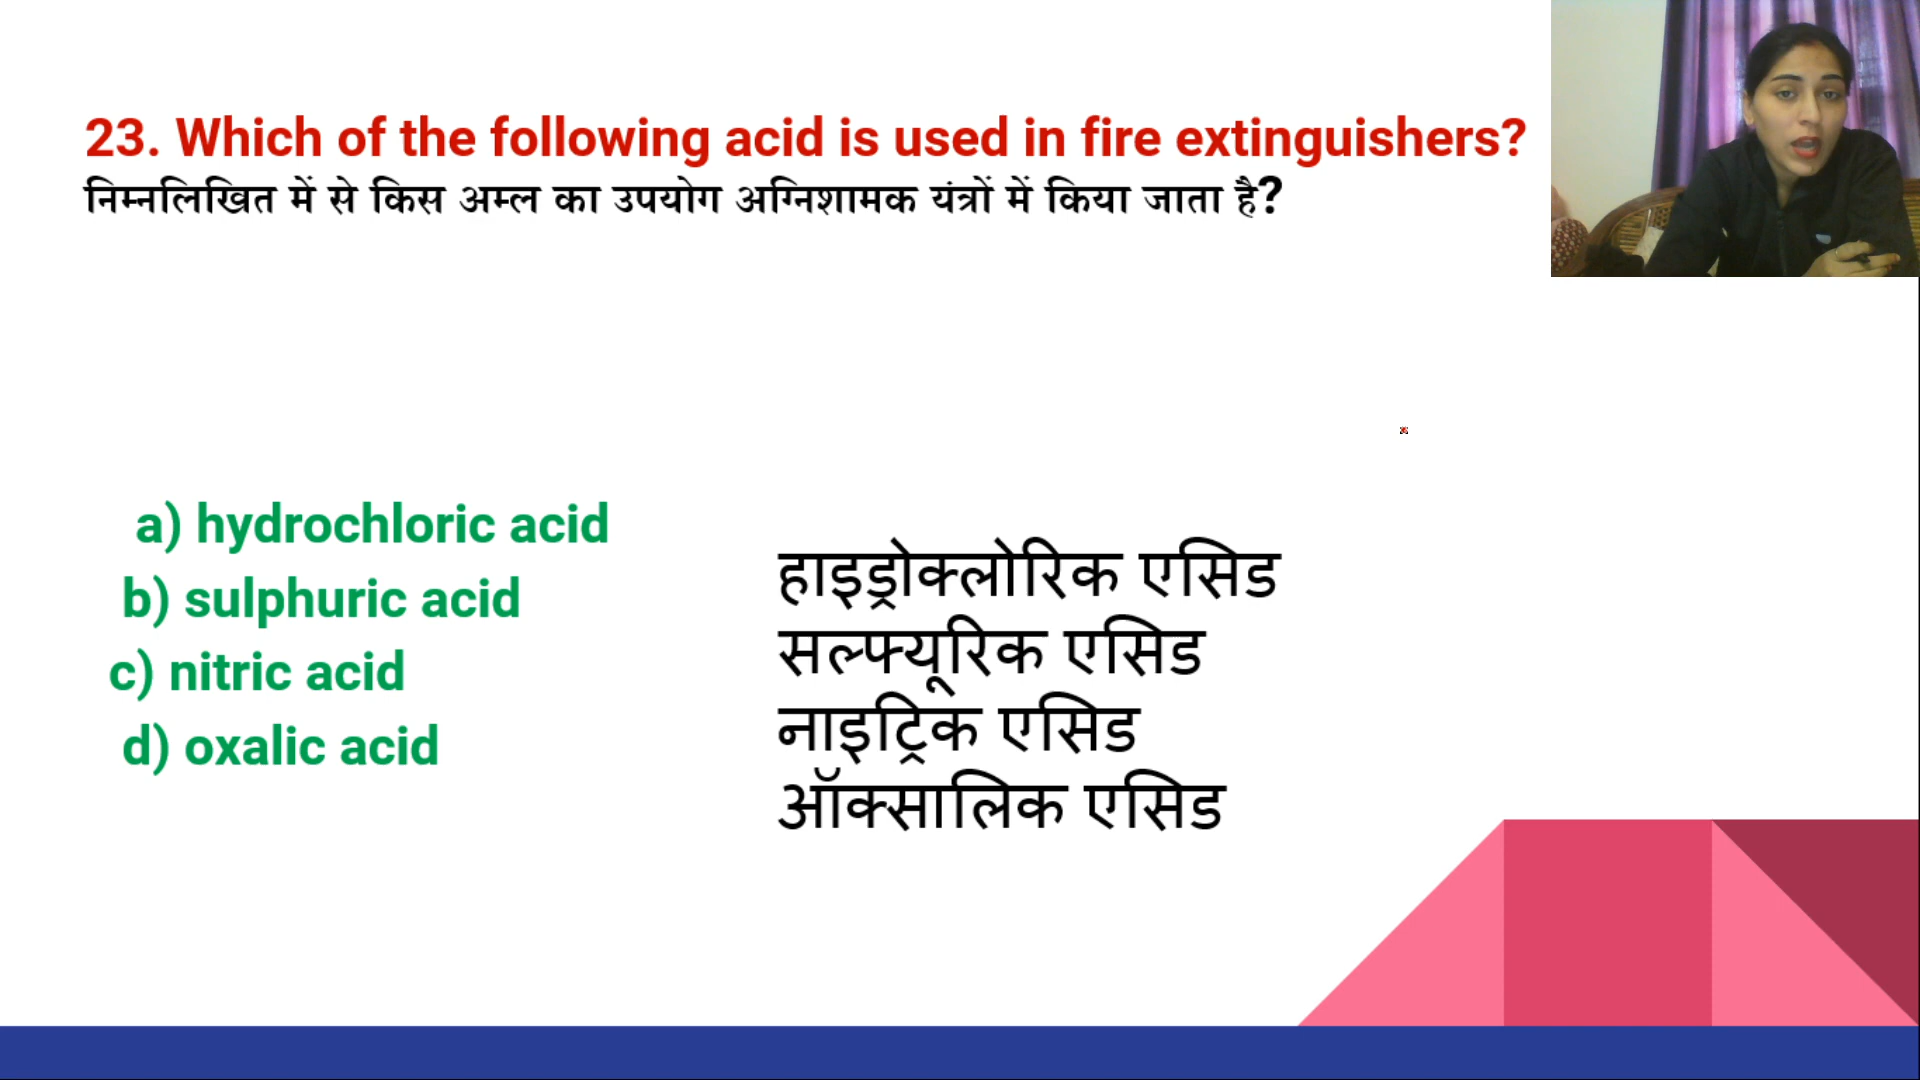 23. Which of the following acid is used in fire extinguishers?
निम्नलिखित में से किस अम्ल का उपयोग अग्निशामक यंत्रों में किया जाता है?
a) hydrochloric acid
b) sulphuric acid
c) nitric acid
d) oxalic acid
हाइड्रोक्लोरिक एसिड
सल्फ्यूरिक एसिड
नाइट्रिक एसिड
ऑक्सालिक एसिड